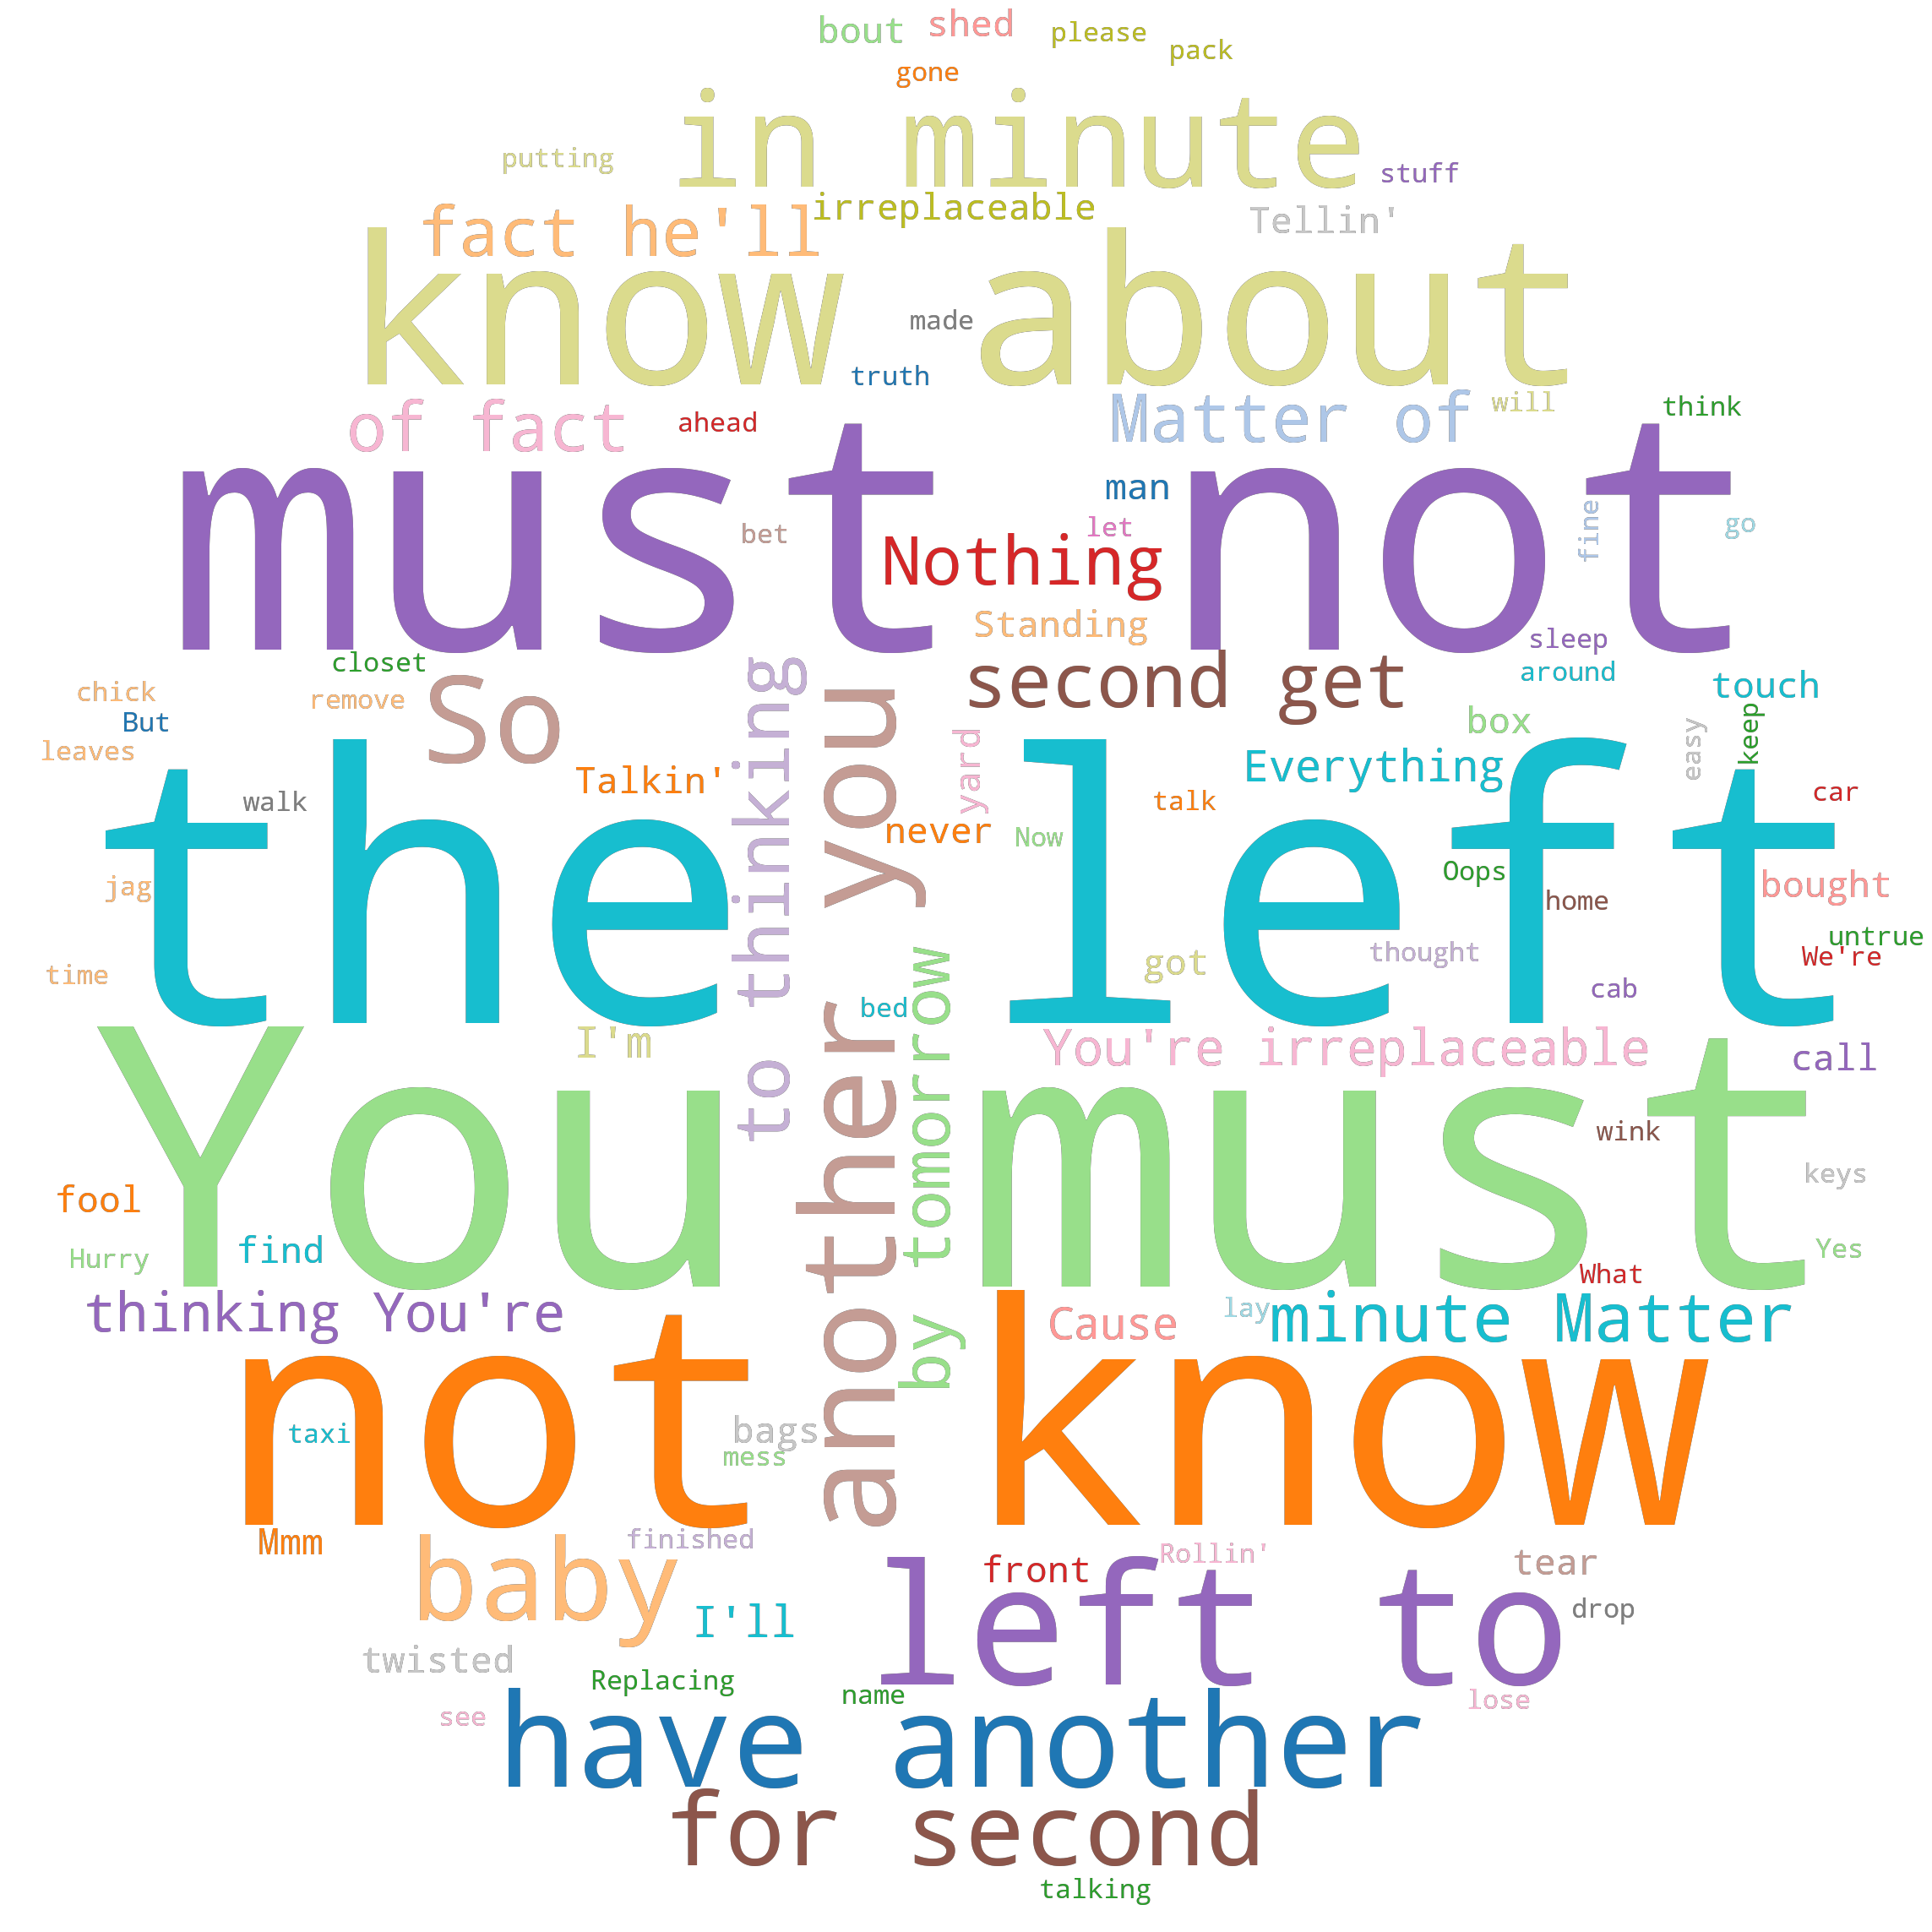 bout shed please pack
gone
in minute
putting stuff
irreplaceable
fact he'll Tellin'
know about
made
truth
of fact ahead Matter of will think
must not
man
bet let fine go
Nothing
Standing sleep
closet second get around touch
chick remove So
But box
leaves Talkin' Everything easy keep
the left
walk talk car
to thinking another you yard
never Now
jag Oops bought
home
untrue
time got thought We're
bed cab
by tomorrow
I'm You're irreplaceable call
You must
wink
keys
fool
Hurry find Yes
What
thinking You're Cause lay minute Matter
not know
taxi bags
mess
Mmm finished front Rollin' tear
baby left to
I'll drop
twisted
Replacing name
see lose
have another
for second
talking